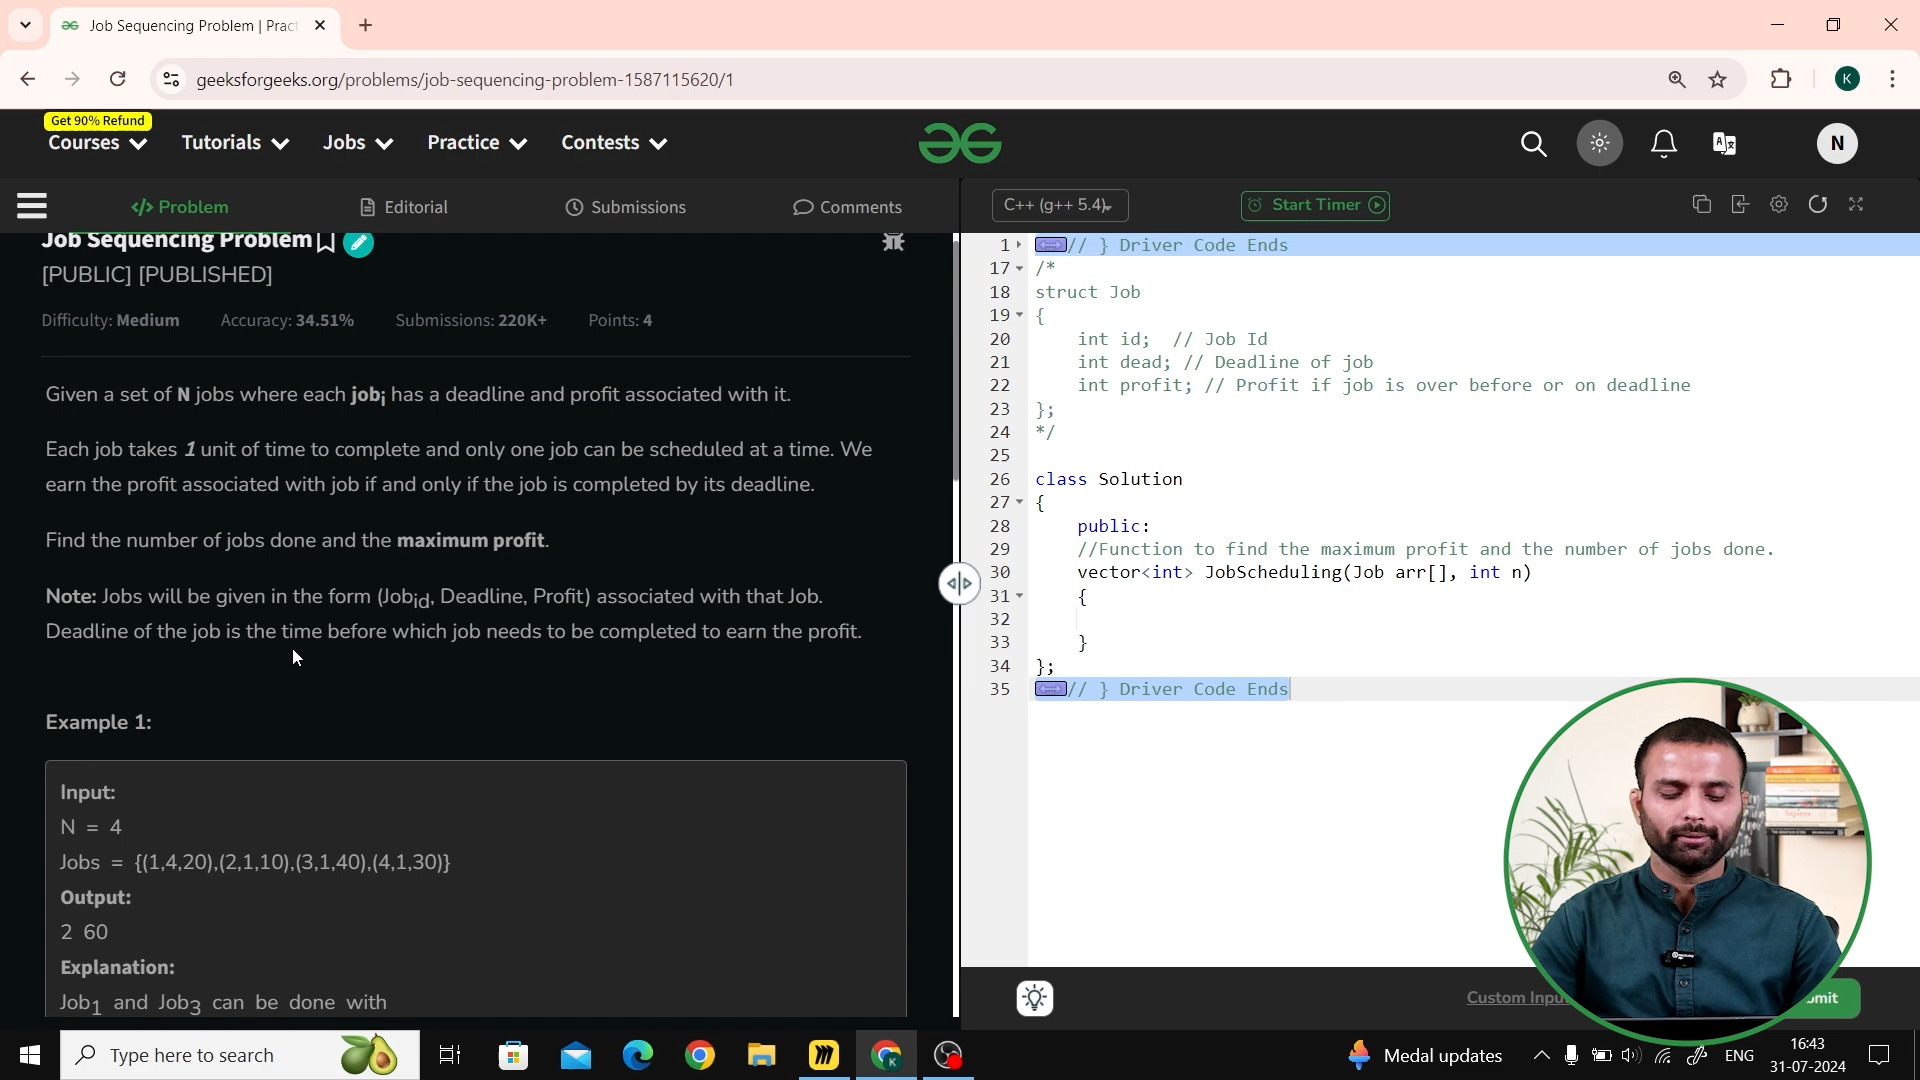 Job Sequencing Problem | Pract
geeksforgeeks.org/problems/job-sequencing-problem-1587115620/1
K
Get 90% Refund
Courses
Tutorials
Jobs
Practice
Contests
N
</> Problem
Editorial
Submissions
Comments
C++ (g++ 5.4)
Start Timer
Job Sequencing Problem
[PUBLIC] [PUBLISHED]
Difficulty: Medium
Accuracy: 34.51%
Submissions: 220K+
Points: 4
Given a set of N jobs where each jobi has a deadline and profit associated with it.
Each job takes 1 unit of time to complete and only one job can be scheduled at a time. We
earn the profit associated with job if and only if the job is completed by its deadline.
Find the number of jobs done and the maximum profit.
Note: Jobs will be given in the form (Jobid, Deadline, Profit) associated with that Job.
Deadline of the job is the time before which job needs to be completed to earn the profit.
Example 1:
Input:
N = 4
Jobs = {(1,4,20),(2,1,10),(3,1,40),(4,1,30)}
Output:
2 60
Explanation:
Job1 and Job3 can be done with
1 // } Driver Code Ends
17 /*
18 struct Job
19 {
20 int id; // Job Id
21 int dead; // Deadline of job
22 int profit; // Profit if job is over before or on deadline
23 };
24 */
25
26 class Solution
27 {
28 public:
29 //Function to find the maximum profit and the number of jobs done.
30 vector<int> JobScheduling(Job arr[], int n)
31 {
32
33 }
34 };
35 // } Driver Code Ends
Custom Inpu
mit
Type here to search
K
Medal updates
ENG
16:43
31-07-2024